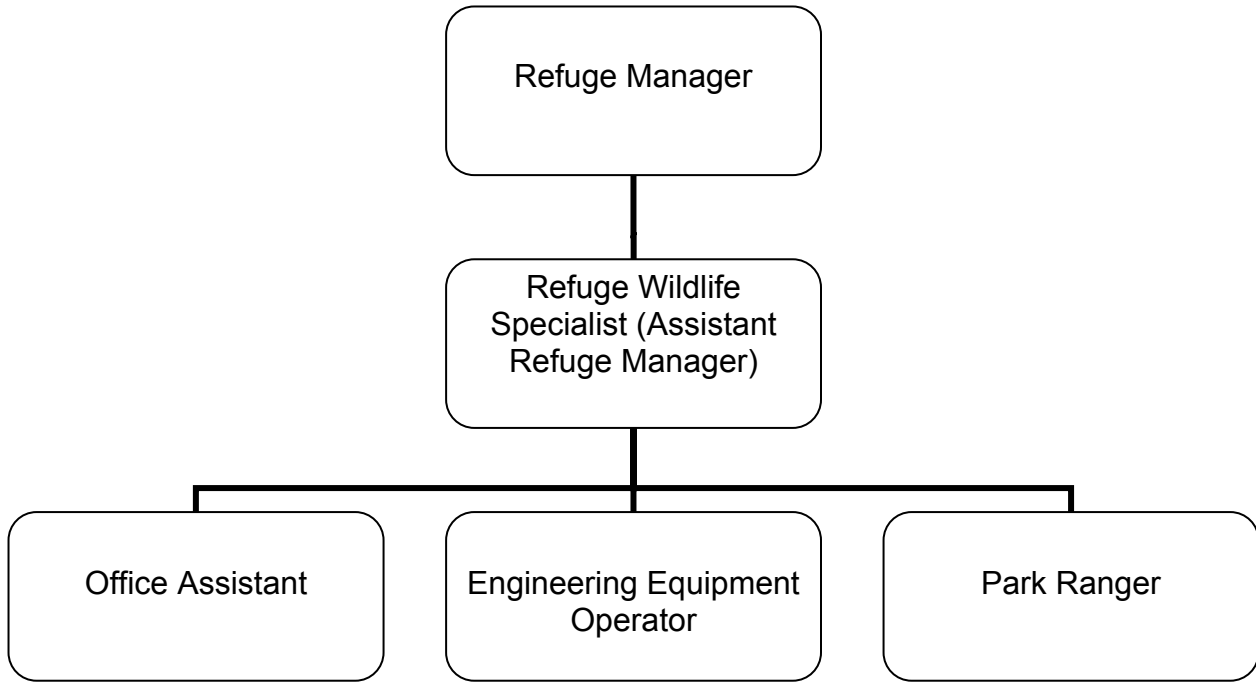 Refuge Manager
Refuge Wildlife
Specialist (Assistant
Refuge Manager)
Office Assistant
Engineering Equipment
Operator
Park Ranger